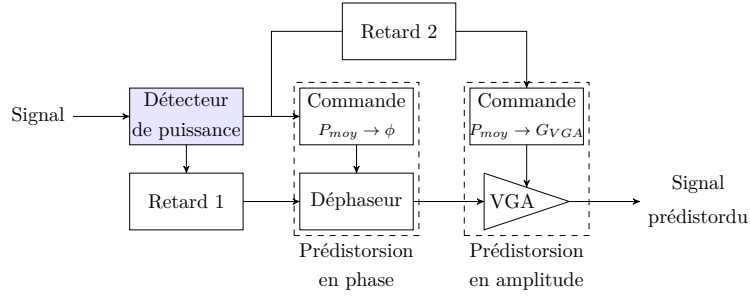 Retard 2
Signal
Détecteur
de puissance
Commande
P_moy → ϕ
Commande
P_moy → G_VGA
Retard 1
Déphaseur
VGA
Signal
prédistordu
Prédistorsion
en phase
Prédistorsion
en amplitude